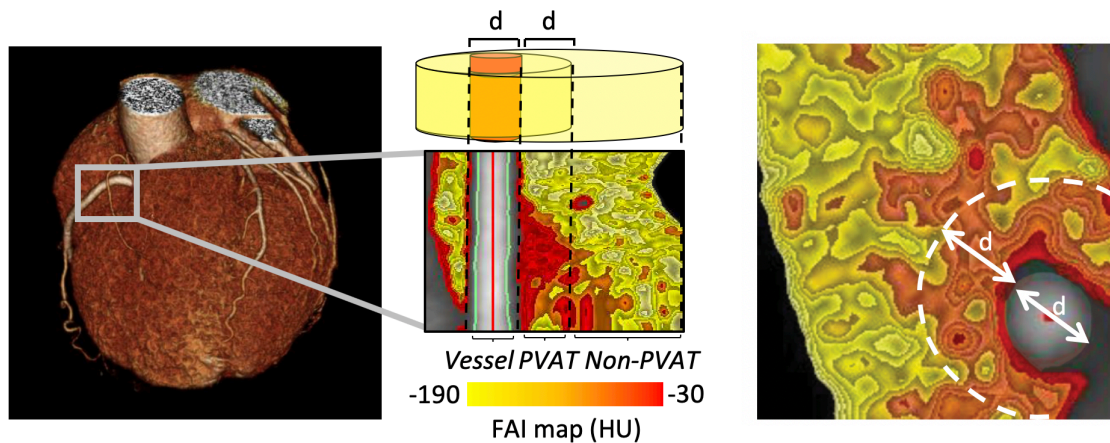 d d
Vessel PVAT Non-PVAT
-190 -30
FAI map (HU)
d
d